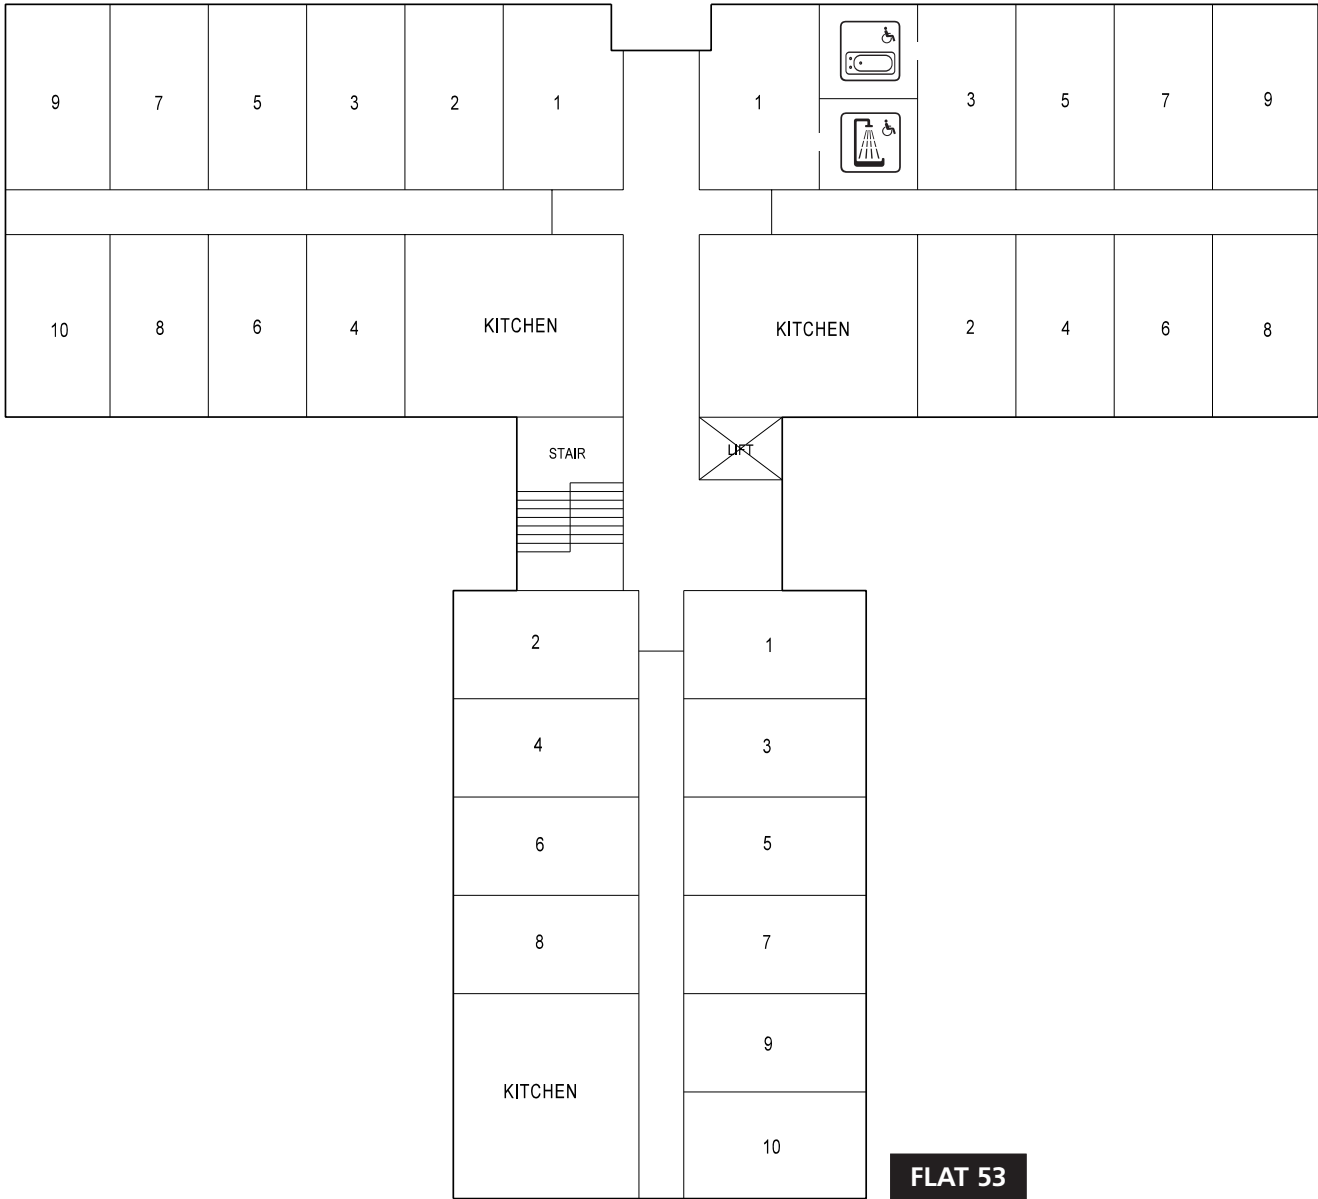 9 7 5 3 2 1 1 3 5 7 9
10 8 6 4 KITCHEN KITCHEN 2 4 6 8
STAIR LIFT
2 1
4 3
6 5
8 7
9
KITCHEN
10
FLAT 53